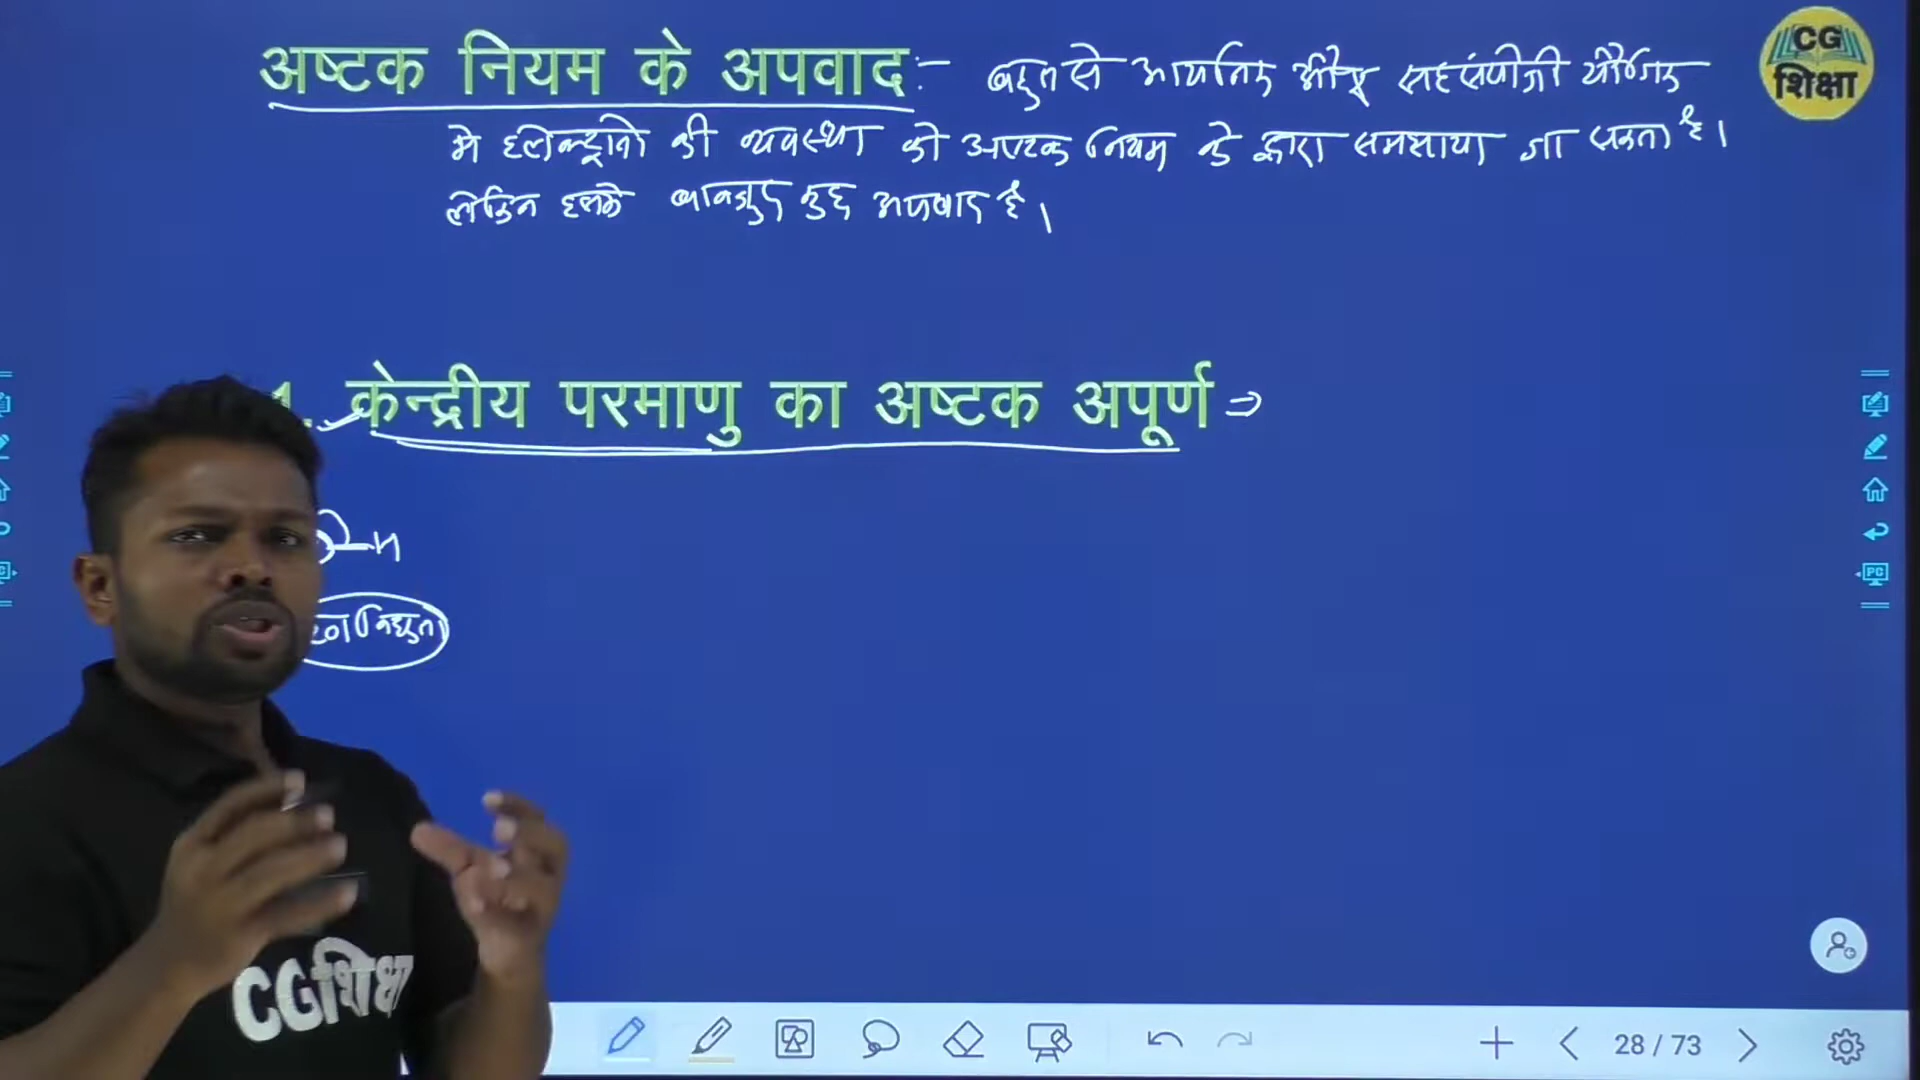 अष्टक नियम के अपवाद :- बहुत से आयनिक और सहसंयोजी यौगिक
CG
शिक्षा
मे इलेक्ट्रानो की व्यवस्था को अष्टक नियम के द्वारा समझाया जा सकता है।
लेकिन इसके बावजुद कुछ अपवाद है।
1. केन्द्रीय परमाणु का अष्टक अपूर्ण ⇒
PC
CGशिक्षा
28 / 73